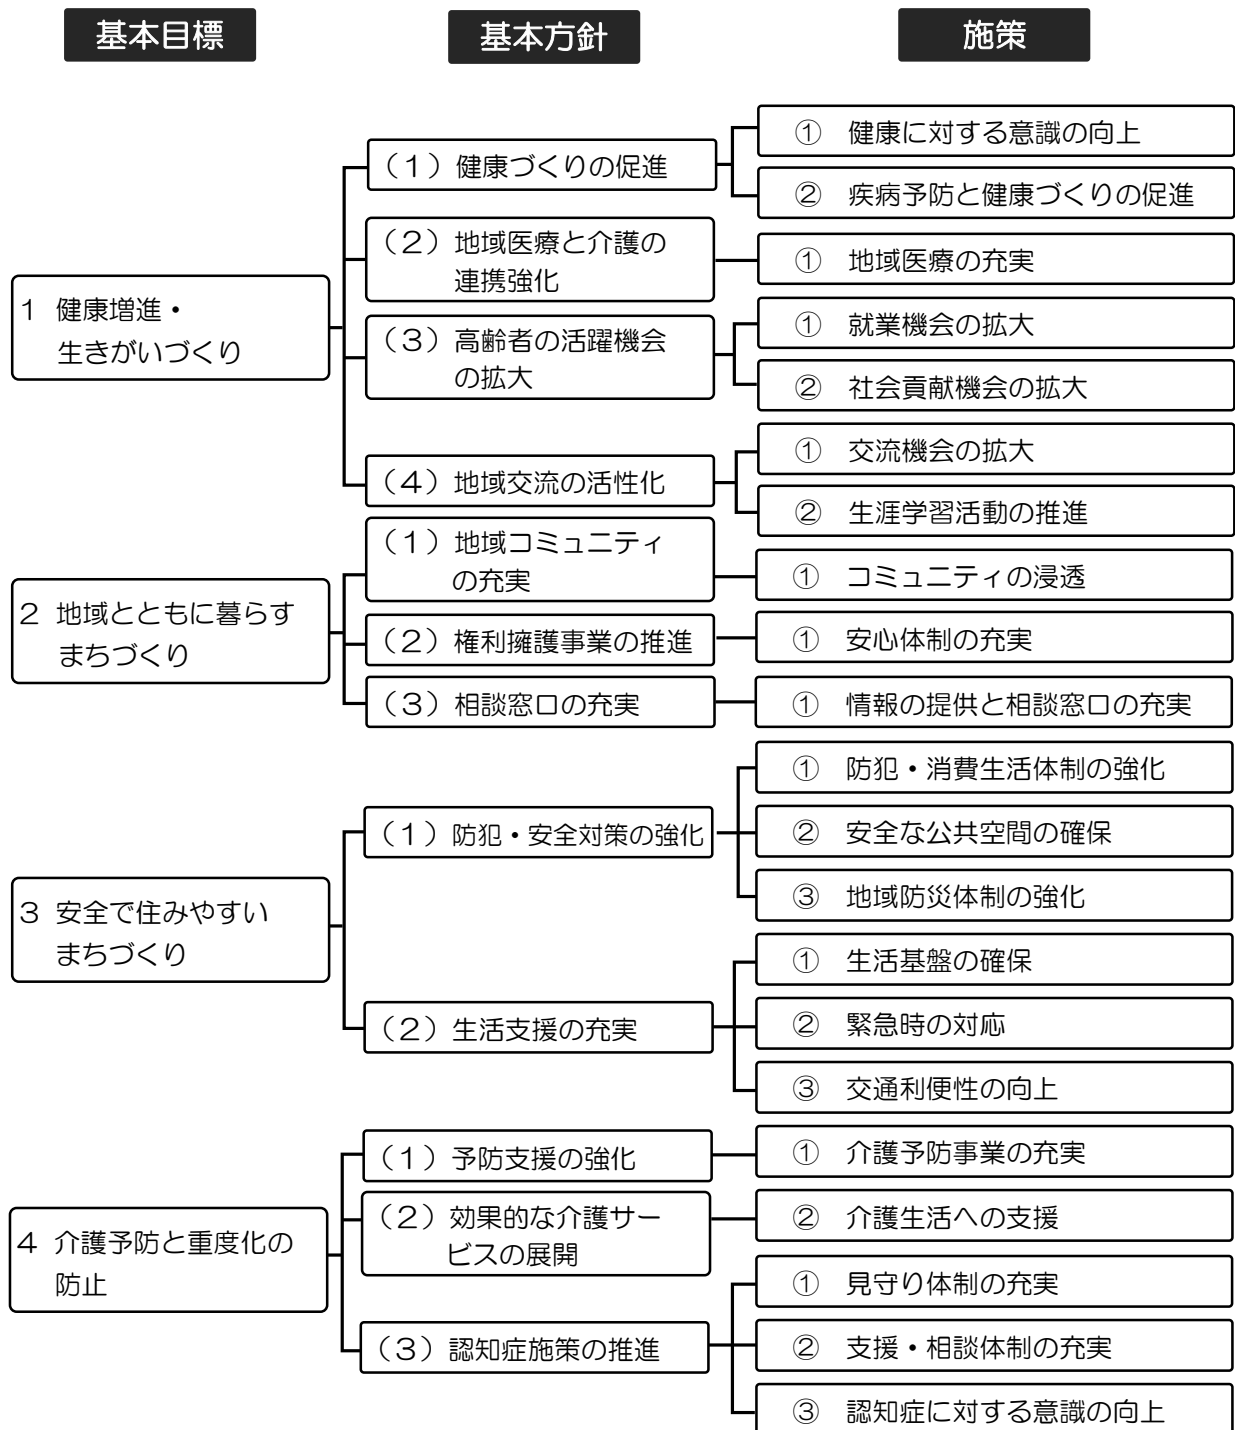 基本目標
基本方針
施策
1 健康増進・
生きがいづくり
(1)健康づくりの促進
① 健康に対する意識の向上
② 疾病予防と健康づくりの促進
(2)地域医療と介護の
連携強化
① 地域医療の充実
(3)高齢者の活躍機会
の拡大
① 就業機会の拡大
② 社会貢献機会の拡大
(4)地域交流の活性化
① 交流機会の拡大
② 生涯学習活動の推進
2 地域とともに暮らす
まちづくり
(1)地域コミュニティ
の充実
① コミュニティの浸透
(2)権利擁護事業の推進
① 安心体制の充実
(3)相談窓口の充実
① 情報の提供と相談窓口の充実
3 安全で住みやすい
まちづくり
(1)防犯・安全対策の強化
① 防犯・消費生活体制の強化
② 安全な公共空間の確保
③ 地域防災体制の強化
(2)生活支援の充実
① 生活基盤の確保
② 緊急時の対応
③ 交通利便性の向上
4 介護予防と重度化の
防止
(1)予防支援の強化
① 介護予防事業の充実
(2)効果的な介護サー
ビスの展開
② 介護生活への支援
(3)認知症施策の推進
① 見守り体制の充実
② 支援・相談体制の充実
③ 認知症に対する意識の向上